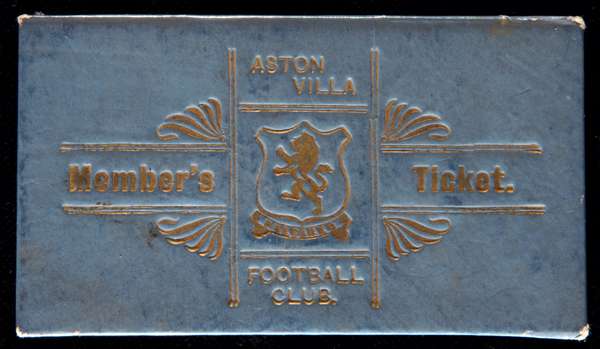 ASTON
VILLA
Member's
Ticket.
FOOTBALL
CLUB.